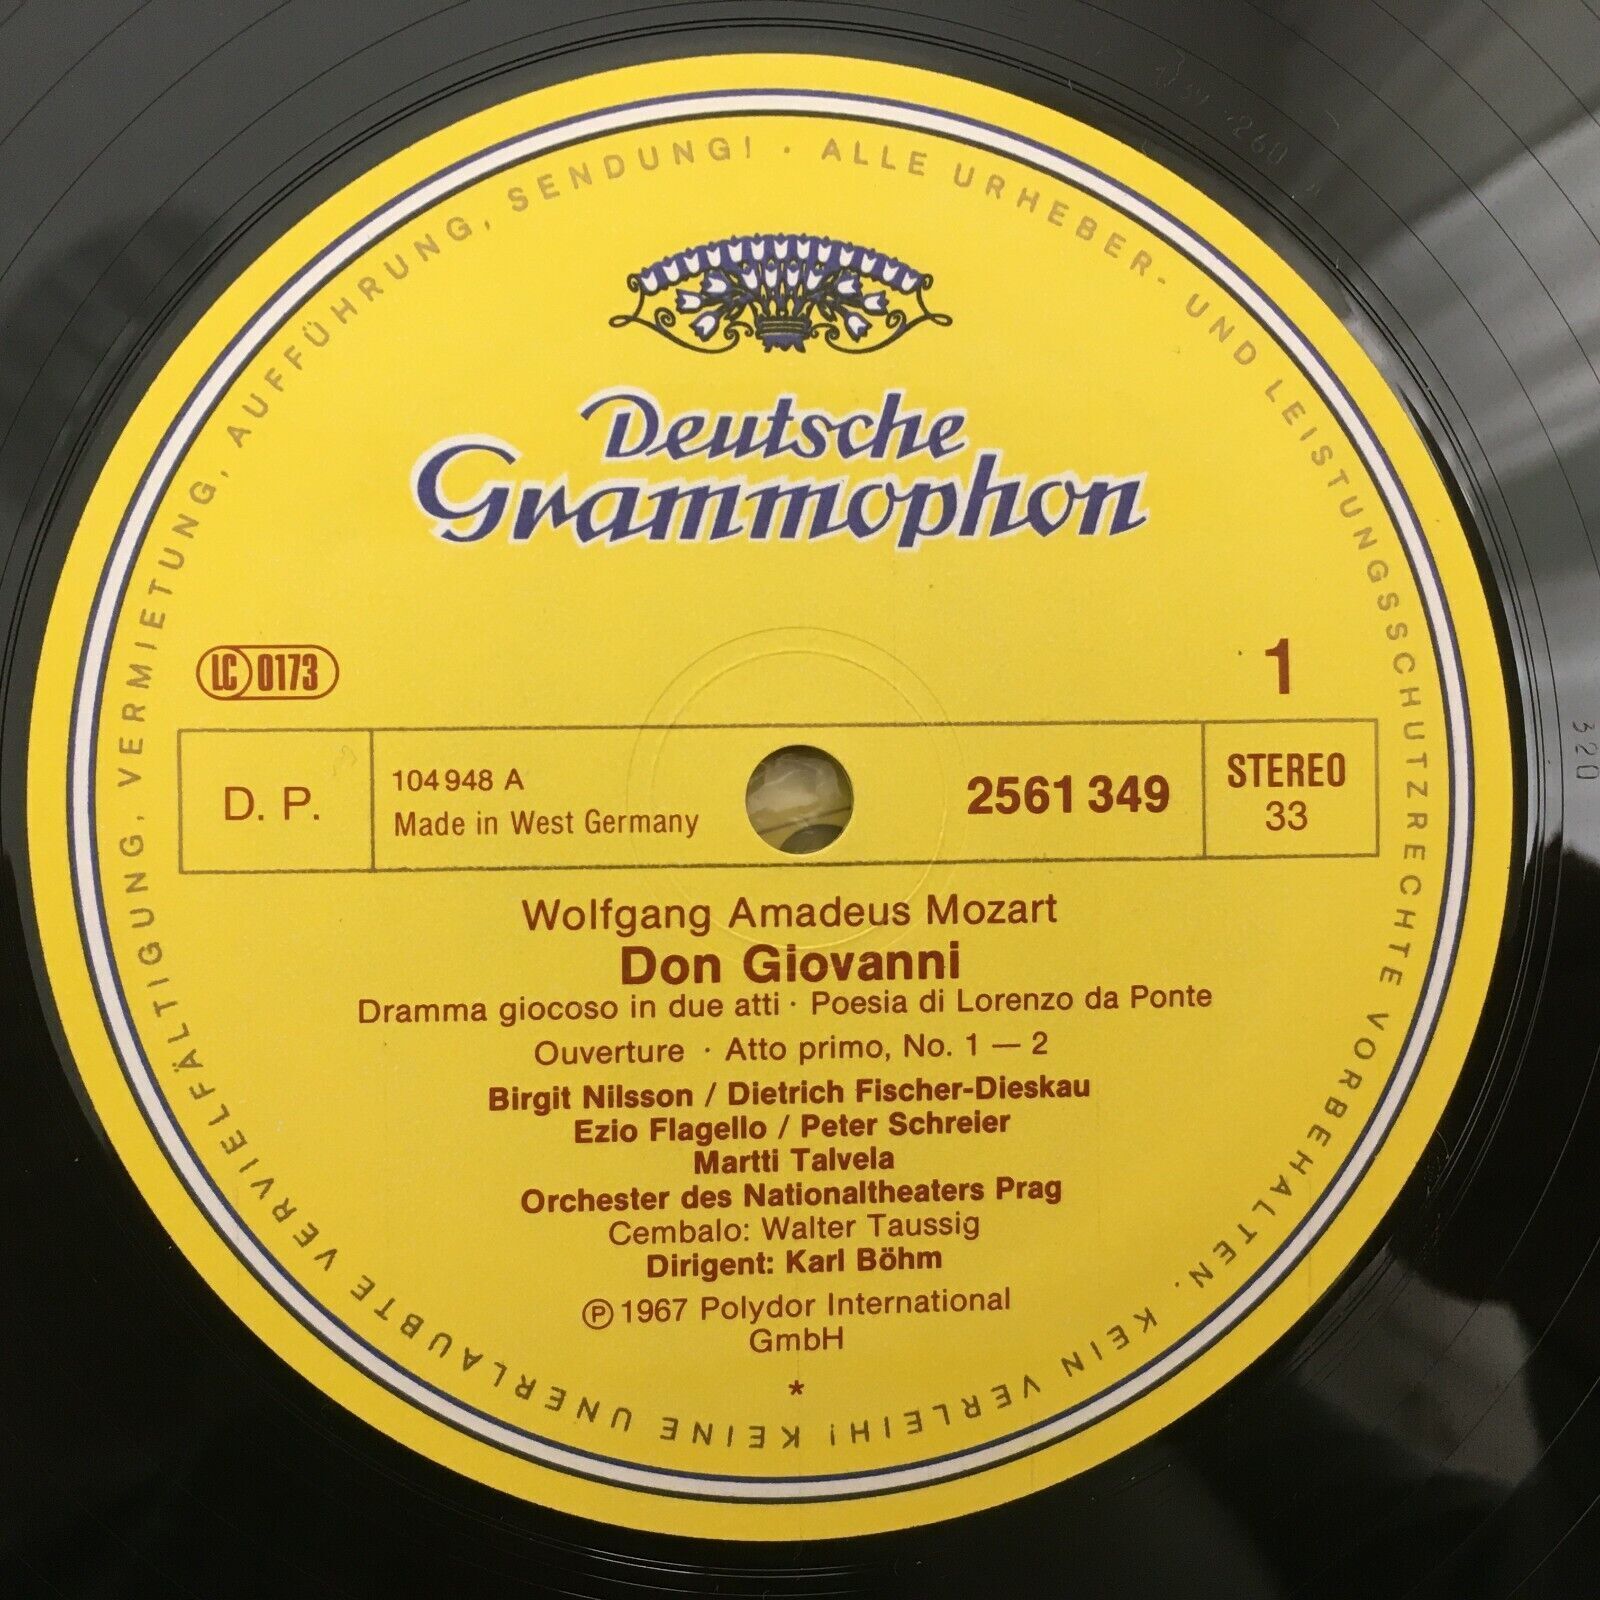 ALLE URHEBER- UND LEISTUNGSSCHUTZRECHTE VORBEHALTEN. KEIN VERLEIH! KEINE UNERLAUBTE VERVIELFÄLTIGUNG, VERMIETUNG, AUFFÜHRUNG, SENDUNG! ·
Deutsche
Grammophon
LC 0173
1
D. P.
104 948 A
Made in West Germany
2561 349
STEREO
33
Wolfgang Amadeus Mozart
Don Giovanni
Dramma giocoso in due atti · Poesia di Lorenzo da Ponte
Ouverture · Atto primo, No. 1 — 2
Birgit Nilsson / Dietrich Fischer-Dieskau
Ezio Flagello / Peter Schreier
Martti Talvela
Orchester des Nationaltheaters Prag
Cembalo: Walter Taussig
Dirigent: Karl Böhm
℗ 1967 Polydor International
GmbH
*
320